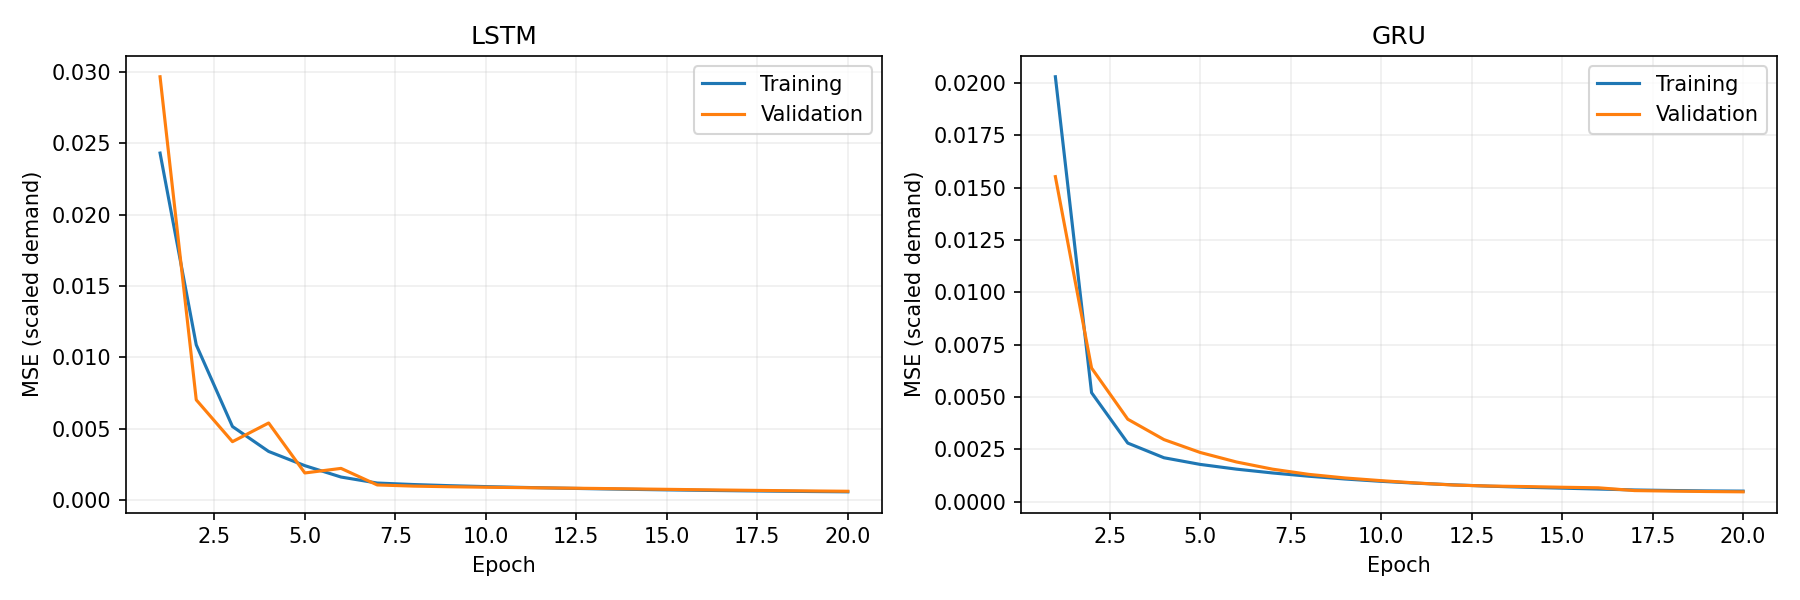 LSTM
MSE (scaled demand)
0.030
0.025
0.020
0.015
0.010
0.005
0.000
Training
Validation
2.5 5.0 7.5 10.0 12.5 15.0 17.5 20.0
Epoch
GRU
MSE (scaled demand)
0.0200
0.0175
0.0150
0.0125
0.0100
0.0075
0.0050
0.0025
0.0000
Training
Validation
2.5 5.0 7.5 10.0 12.5 15.0 17.5 20.0
Epoch